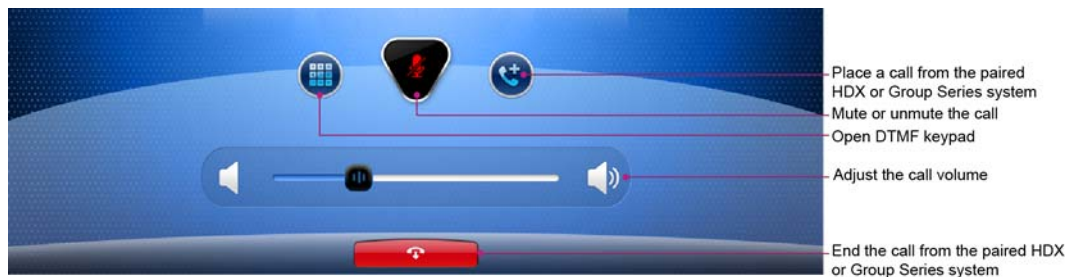 Place a call from the paired
HDX or Group Series system
Mute or unmute the call
Open DTMF keypad
Adjust the call volume
End the call from the paired HDX
or Group Series system